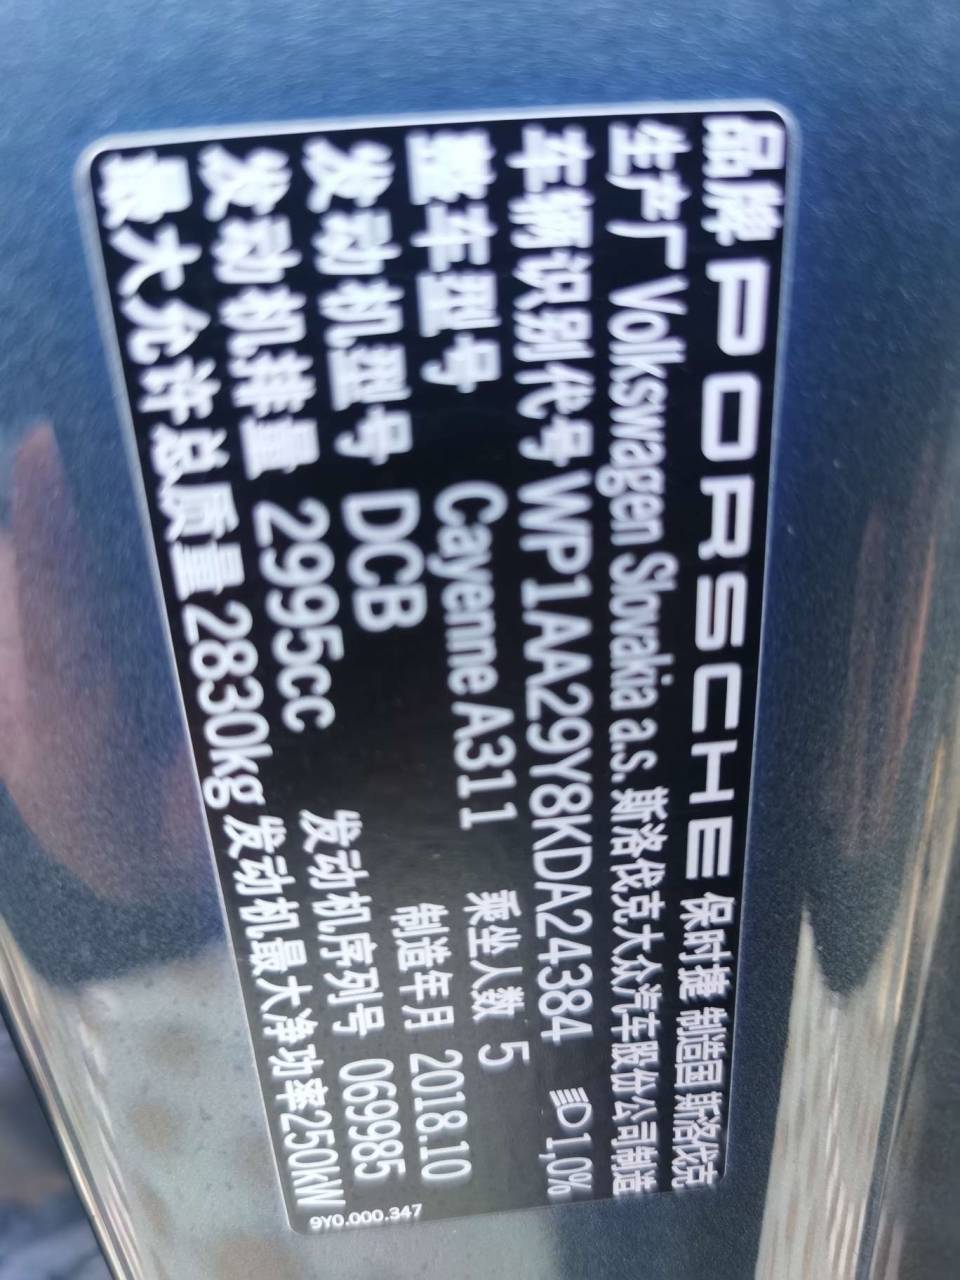 品牌 PORSCHE 保时捷 制造国 斯洛伐克
生产厂 Volkswagen Slovakia a.s. 斯洛伐克大众汽车股份公司制造
车辆识别代号 WP1AA29Y8KDA24384 1,0%
整车型号 Cayenne A311 乘坐人数 5
发动机型号 DCB 制造年月 2018.10
发动机排量 2995cc 发动机序列号 069985
最大允许总质量 2830kg 发动机最大净功率250kW
9Y0.000.347